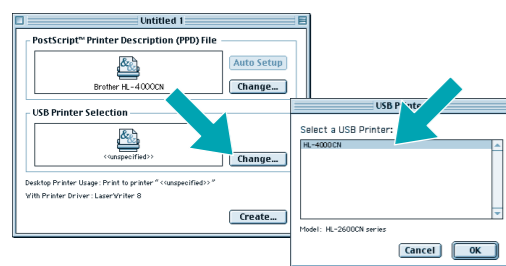 Untitled 1
PostScript™ Printer Description (PPD) File
Auto Setup
Brother HL-4000CN
Change...
USB Printer Selection
<<unspecified>>
Change...
Desktop Printer Usage: Print to printer "<<unspecified>>"
With Printer Driver: LaserWriter 8
Create...
USB Printer
Select a USB Printer:
HL-4000CN
Model: HL-2600CN series
Cancel
OK